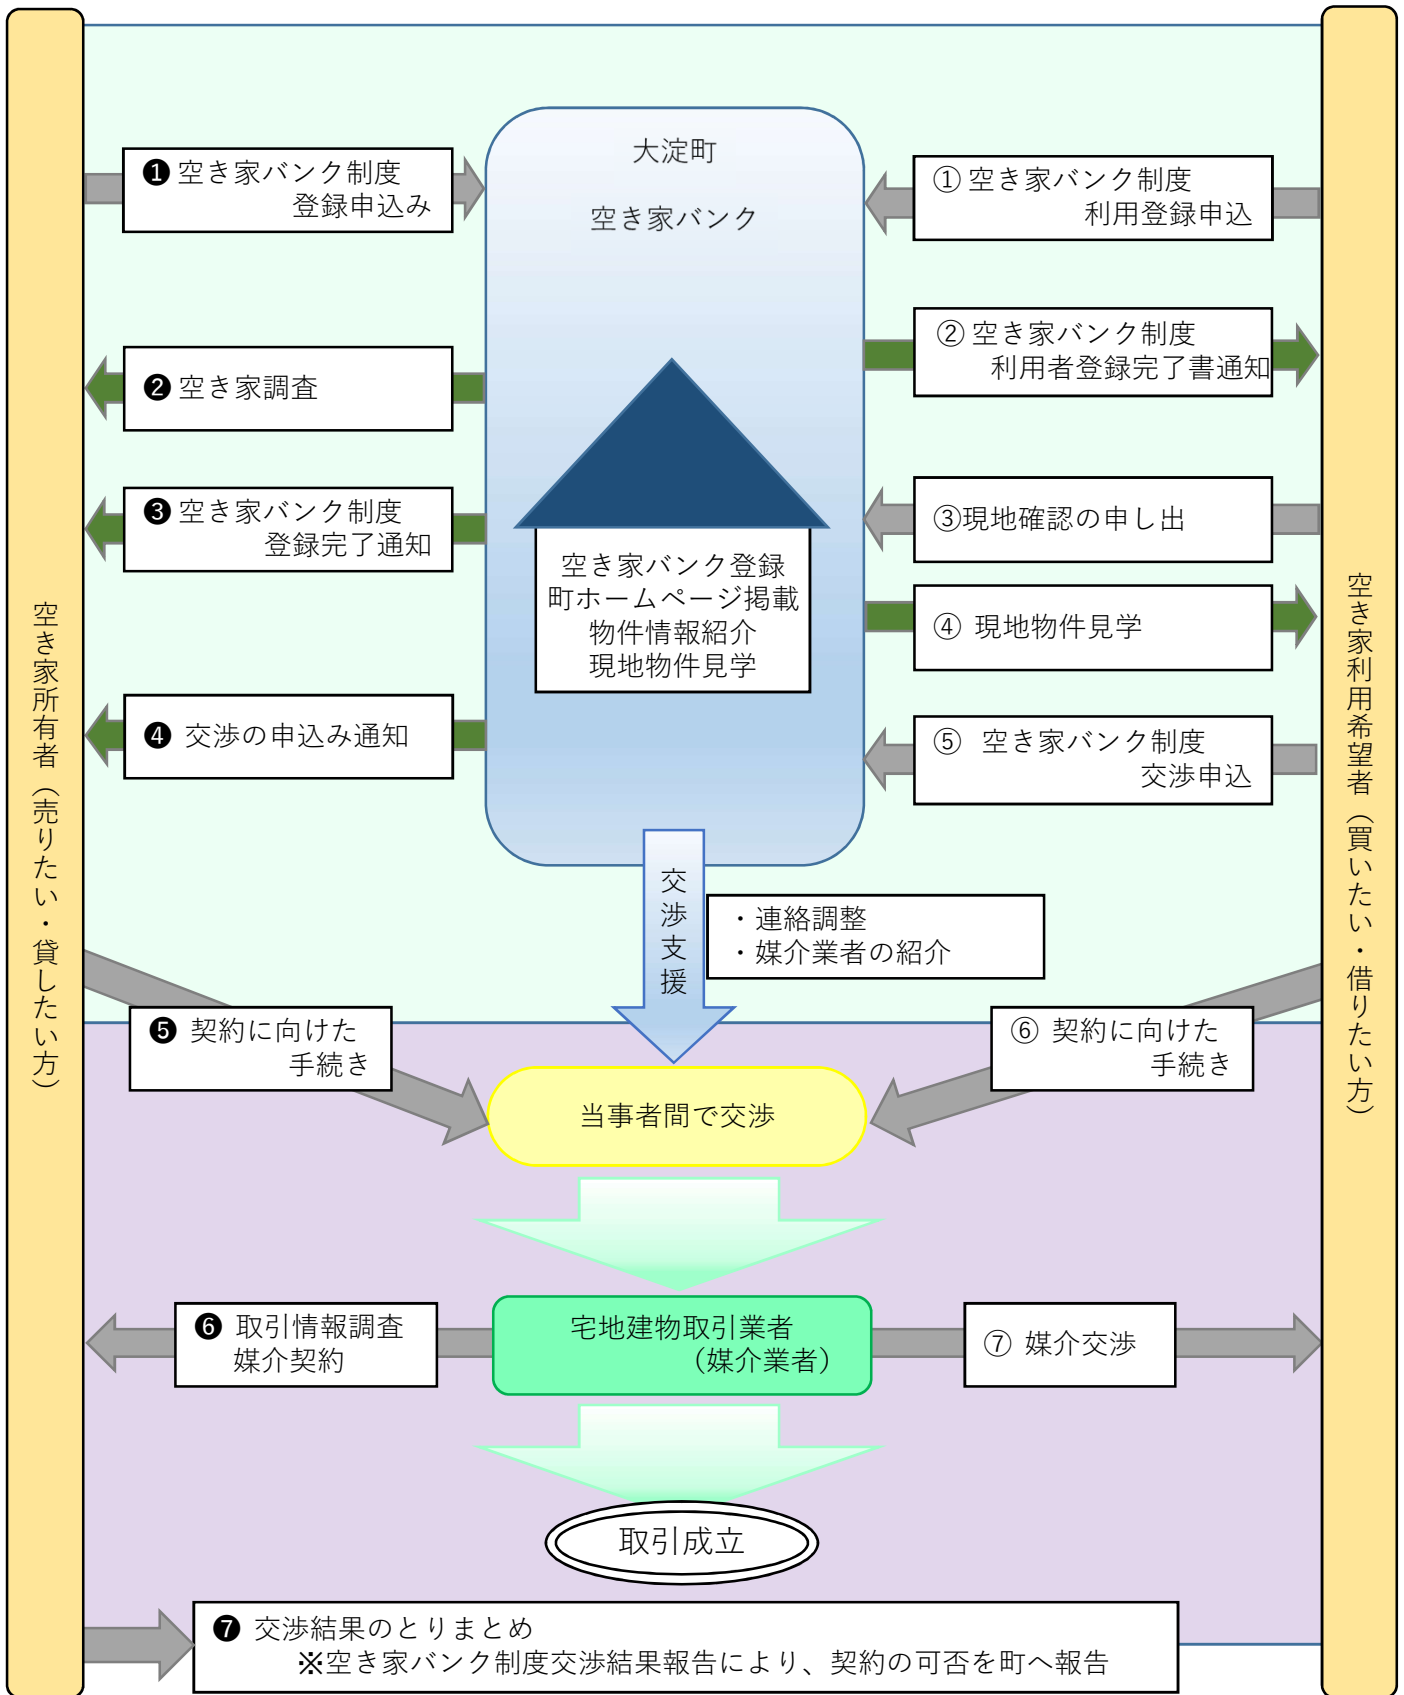 大淀町
空き家バンク
❶空き家バンク制度
登録申込み
①空き家バンク制度
利用登録申込
②空き家バンク制度
利用者登録完了書通知
❷空き家調査
❸空き家バンク制度
登録完了通知
③現地確認の申し出
空き家バンク登録
町ホームページ掲載
物件情報紹介
現地物件見学
④ 現地物件見学
❹ 交渉の申込み通知
⑤ 空き家バンク制度
交渉申込
空き家所有者（売りたい・貸したい方）
空き家利用希望者（買いたい・借りたい方）
交渉支援
・連絡調整
・媒介業者の紹介
❺ 契約に向けた
手続き
⑥ 契約に向けた
手続き
当事者間で交渉
❻ 取引情報調査
媒介契約
宅地建物取引業者
（媒介業者）
⑦ 媒介交渉
取引成立
❼ 交渉結果のとりまとめ
※空き家バンク制度交渉結果報告により、契約の可否を町へ報告